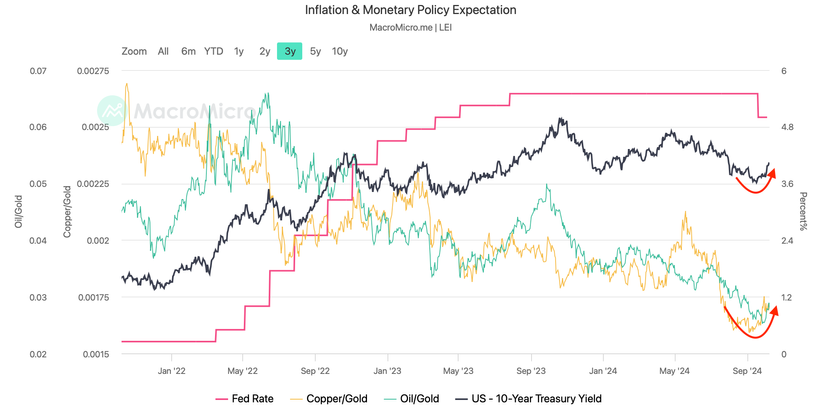 Inflation & Monetary Policy Expectation
MacroMicro.me | LEI
Zoom All 6m YTD 1y 2y 3y 5y 10y
MacroMicro
0.07 0.00275 6
0.06 0.0025 4.8
0.05 0.00225 3.6
0.04 0.002 2.4
0.03 0.00175 1.2
0.02 0.0015 0
Oil/Gold
Copper/Gold
Percent%
Jan '22 May '22 Sep '22 Jan '23 May '23 Sep '23 Jan '24 May '24 Sep '24
Fed Rate Copper/Gold Oil/Gold US - 10-Year Treasury Yield